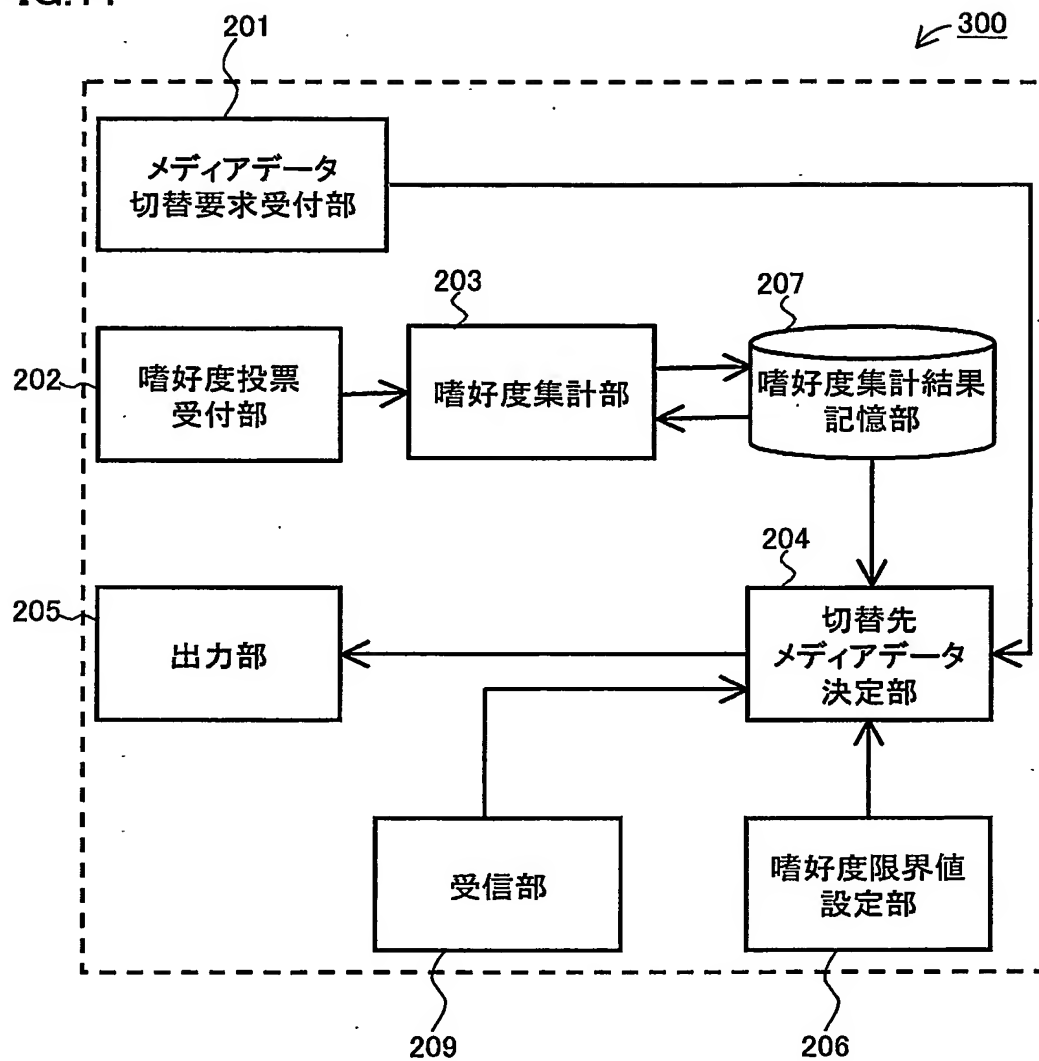 201
300
メディアデータ
切替要求受付部
203
207
202
嗜好度投票
受付部
嗜好度集計部
嗜好度集計結果
記憶部
204
205
出力部
切替先
メディアデータ
決定部
受信部
嗜好度限界値
設定部
209
206